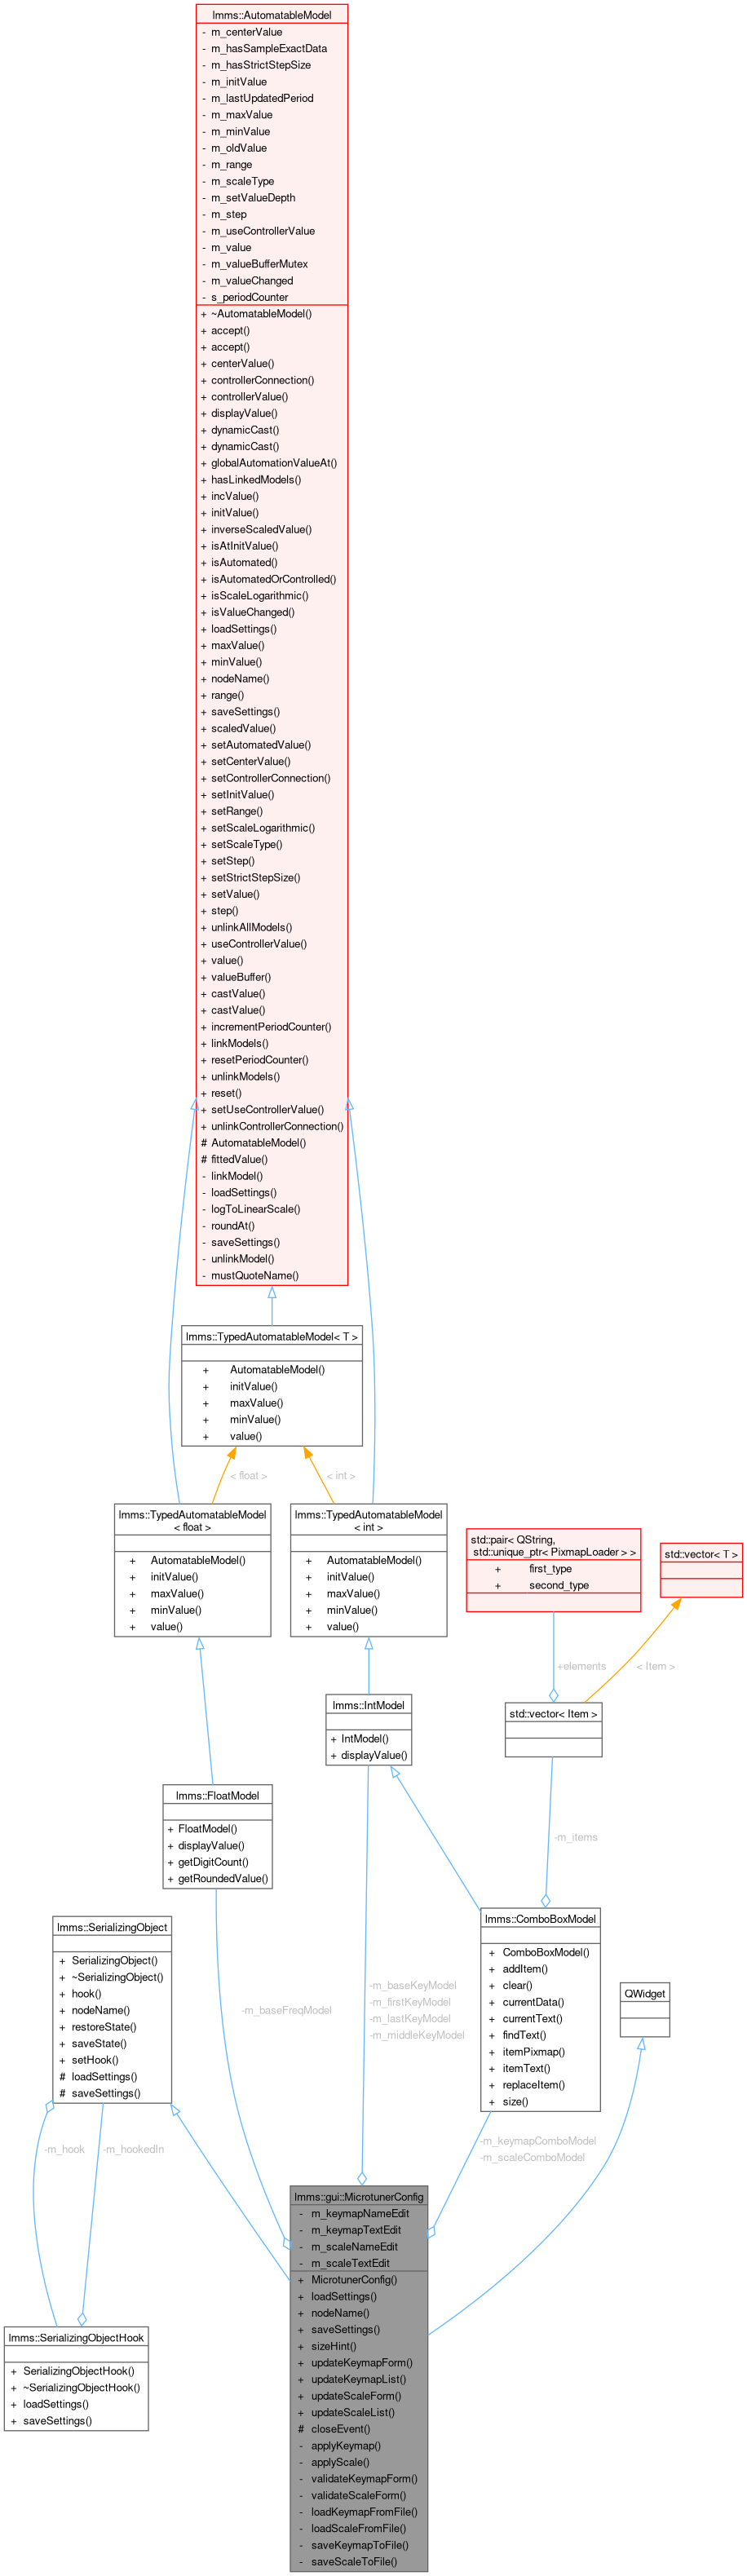 lmms::AutomatableModel
- m_centerValue
- m_hasSampleExactData
- m_hasStrictStepSize
- m_initValue
- m_lastUpdatedPeriod
- m_maxValue
- m_minValue
- m_oldValue
- m_range
- m_scaleType
- m_setValueDepth
- m_step
- m_useControllerValue
- m_value
- m_valueBufferMutex
- m_valueChanged
- s_periodCounter
+ ~AutomatableModel()
+ accept()
+ accept()
+ centerValue()
+ controllerConnection()
+ controllerValue()
+ displayValue()
+ dynamicCast()
+ dynamicCast()
+ globalAutomationValueAt()
+ hasLinkedModels()
+ incValue()
+ initValue()
+ inverseScaledValue()
+ isAtInitValue()
+ isAutomated()
+ isAutomatedOrControlled()
+ isScaleLogarithmic()
+ isValueChanged()
+ loadSettings()
+ maxValue()
+ minValue()
+ nodeName()
+ range()
+ saveSettings()
+ scaledValue()
+ setAutomatedValue()
+ setCenterValue()
+ setControllerConnection()
+ setInitValue()
+ setRange()
+ setScaleLogarithmic()
+ setScaleType()
+ setStep()
+ setStrictStepSize()
+ setValue()
+ step()
+ unlinkAllModels()
+ useControllerValue()
+ value()
+ valueBuffer()
+ castValue()
+ castValue()
+ incrementPeriodCounter()
+ linkModels()
+ resetPeriodCounter()
+ unlinkModels()
+ reset()
+ setUseControllerValue()
+ unlinkControllerConnection()
# AutomatableModel()
# fittedValue()
- linkModel()
- loadSettings()
- logToLinearScale()
- roundAt()
- saveSettings()
- unlinkModel()
- mustQuoteName()
lmms::TypedAutomatableModel< T >
+ AutomatableModel()
+ initValue()
+ maxValue()
+ minValue()
+ value()
< float >
< int >
lmms::TypedAutomatableModel
< float >
+ AutomatableModel()
+ initValue()
+ maxValue()
+ minValue()
+ value()
lmms::TypedAutomatableModel
< int >
+ AutomatableModel()
+ initValue()
+ maxValue()
+ minValue()
+ value()
std::pair< QString,
std::unique_ptr< PixmapLoader > >
+ first_type
+ second_type
std::vector< T >
+elements
< Item >
lmms::IntModel
+ IntModel()
+ displayValue()
std::vector< Item >
lmms::FloatModel
+ FloatModel()
+ displayValue()
+ getDigitCount()
+ getRoundedValue()
-m_items
lmms::SerializingObject
+ SerializingObject()
+ ~SerializingObject()
+ hook()
+ nodeName()
+ restoreState()
+ saveState()
+ setHook()
# loadSettings()
# saveSettings()
-m_baseFreqModel
-m_baseKeyModel
-m_firstKeyModel
-m_lastKeyModel
-m_middleKeyModel
lmms::ComboBoxModel
+ ComboBoxModel()
+ addItem()
+ clear()
+ currentData()
+ currentText()
+ findText()
+ itemPixmap()
+ itemText()
+ replaceItem()
+ size()
QWidget
-m_hook
-m_hookedIn
-m_keymapComboModel
-m_scaleComboModel
lmms::gui::MicrotunerConfig
- m_keymapNameEdit
- m_keymapTextEdit
- m_scaleNameEdit
- m_scaleTextEdit
+ MicrotunerConfig()
+ loadSettings()
+ nodeName()
+ saveSettings()
+ sizeHint()
+ updateKeymapForm()
+ updateKeymapList()
+ updateScaleForm()
+ updateScaleList()
# closeEvent()
- applyKeymap()
- applyScale()
- validateKeymapForm()
- validateScaleForm()
- loadKeymapFromFile()
- loadScaleFromFile()
- saveKeymapToFile()
- saveScaleToFile()
lmms::SerializingObjectHook
+ SerializingObjectHook()
+ ~SerializingObjectHook()
+ loadSettings()
+ saveSettings()